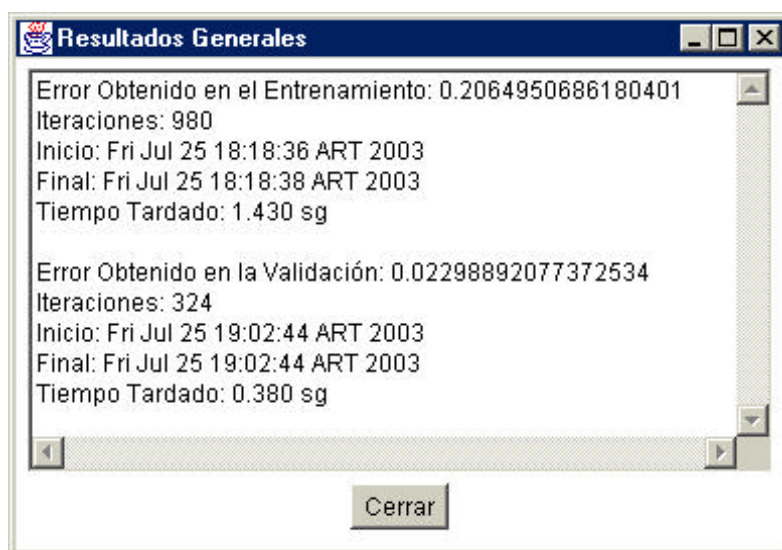 Resultados Generales
Error Obtenido en el Entrenamiento: 0.2064950686180401
Iteraciones: 980
Inicio: Fri Jul 25 18:18:36 ART 2003
Final: Fri Jul 25 18:18:38 ART 2003
Tiempo Tardado: 1.430 sg
Error Obtenido en la Validación: 0.02298892077372534
Iteraciones: 324
Inicio: Fri Jul 25 19:02:44 ART 2003
Final: Fri Jul 25 19:02:44 ART 2003
Tiempo Tardado: 0.380 sg
Cerrar